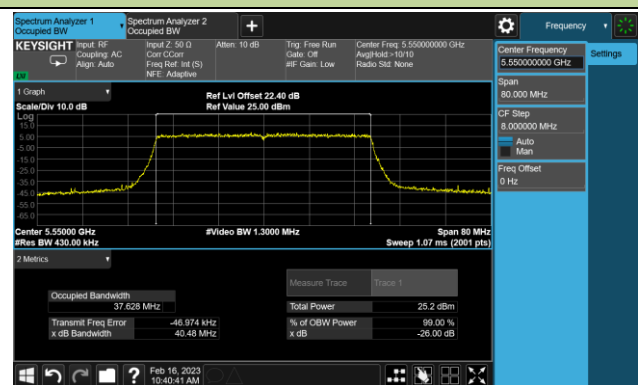 Spectrum Analyzer 1
Occupied BW
Spectrum Analyzer 2
Occupied BW
+
Frequency
KEYSIGHT
Input: RF
Coupling: AC
Align: Auto
Input Z: 50 Ω
Corr CCorr
Freq Ref: Int (S)
NFE: Adaptive
Atten: 10 dB
Trig: Free Run
Gate: Off
#IF Gain: Low
Center Freq: 5.550000000 GHz
Avg|Hold:>10/10
Radio Std: None
LXI
Center Frequency
5.550000000 GHz
Settings
Span
80.000 MHz
CF Step
8.000000 MHz
Auto
Man
Freq Offset
0 Hz
1 Graph
Scale/Div 10.0 dB
Ref Lvl Offset 22.40 dB
Ref Value 25.00 dBm
Log
15.0
5.00
-5.00
-15.0
-25.0
-35.0
-45.0
-55.0
-65.0
Center 5.55000 GHz
#Res BW 430.00 kHz
#Video BW 1.3000 MHz
Span 80 MHz
Sweep 1.07 ms (2001 pts)
2 Metrics
Measure Trace
Trace 1
Occupied Bandwidth
37.628 MHz
Total Power
25.2 dBm
Transmit Freq Error
-46.974 kHz
% of OBW Power
99.00 %
x dB Bandwidth
40.48 MHz
x dB
-26.00 dB
?
Feb 16, 2023
10:40:41 AM